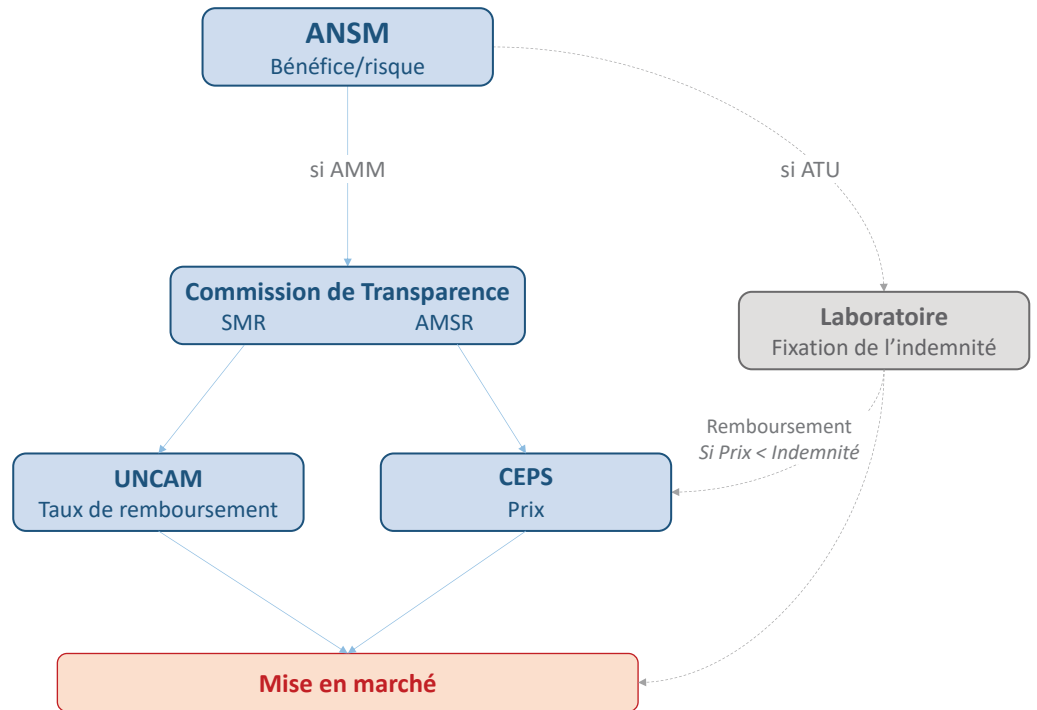 ANSM
Bénéfice/risque
si AMM
si ATU
Commission de Transparence
SMR
AMSR
Laboratoire
Fixation de l'indemnité
Remboursement
Si Prix < Indemnité
UNCAM
Taux de remboursement
CEPS
Prix
Mise en marché